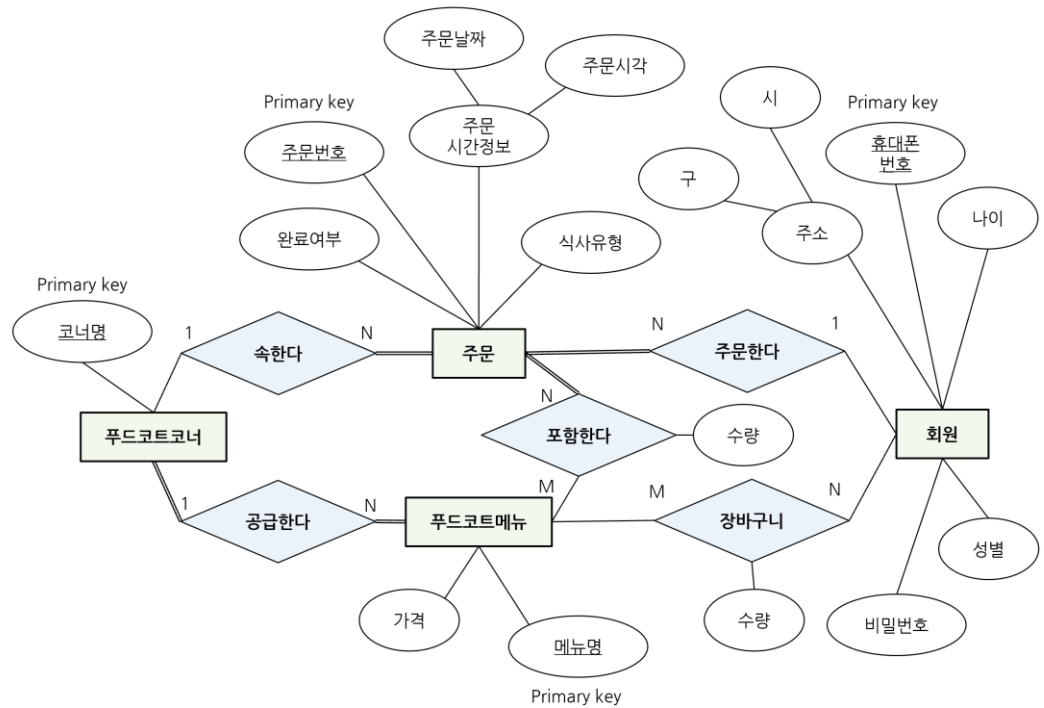 주문날짜
주문시각
Primary key
주문
시간정보
시
Primary key
주문번호
휴대폰
번호
구
나이
완료여부
식사유형
주소
Primary key
코너명
1
N
N
1
속한다
주문
주문한다
N
푸드코트코너
포함한다
수량
회원
1
N
M
M
N
공급한다
푸드코트메뉴
장바구니
성별
가격
메뉴명
수량
비밀번호
Primary key